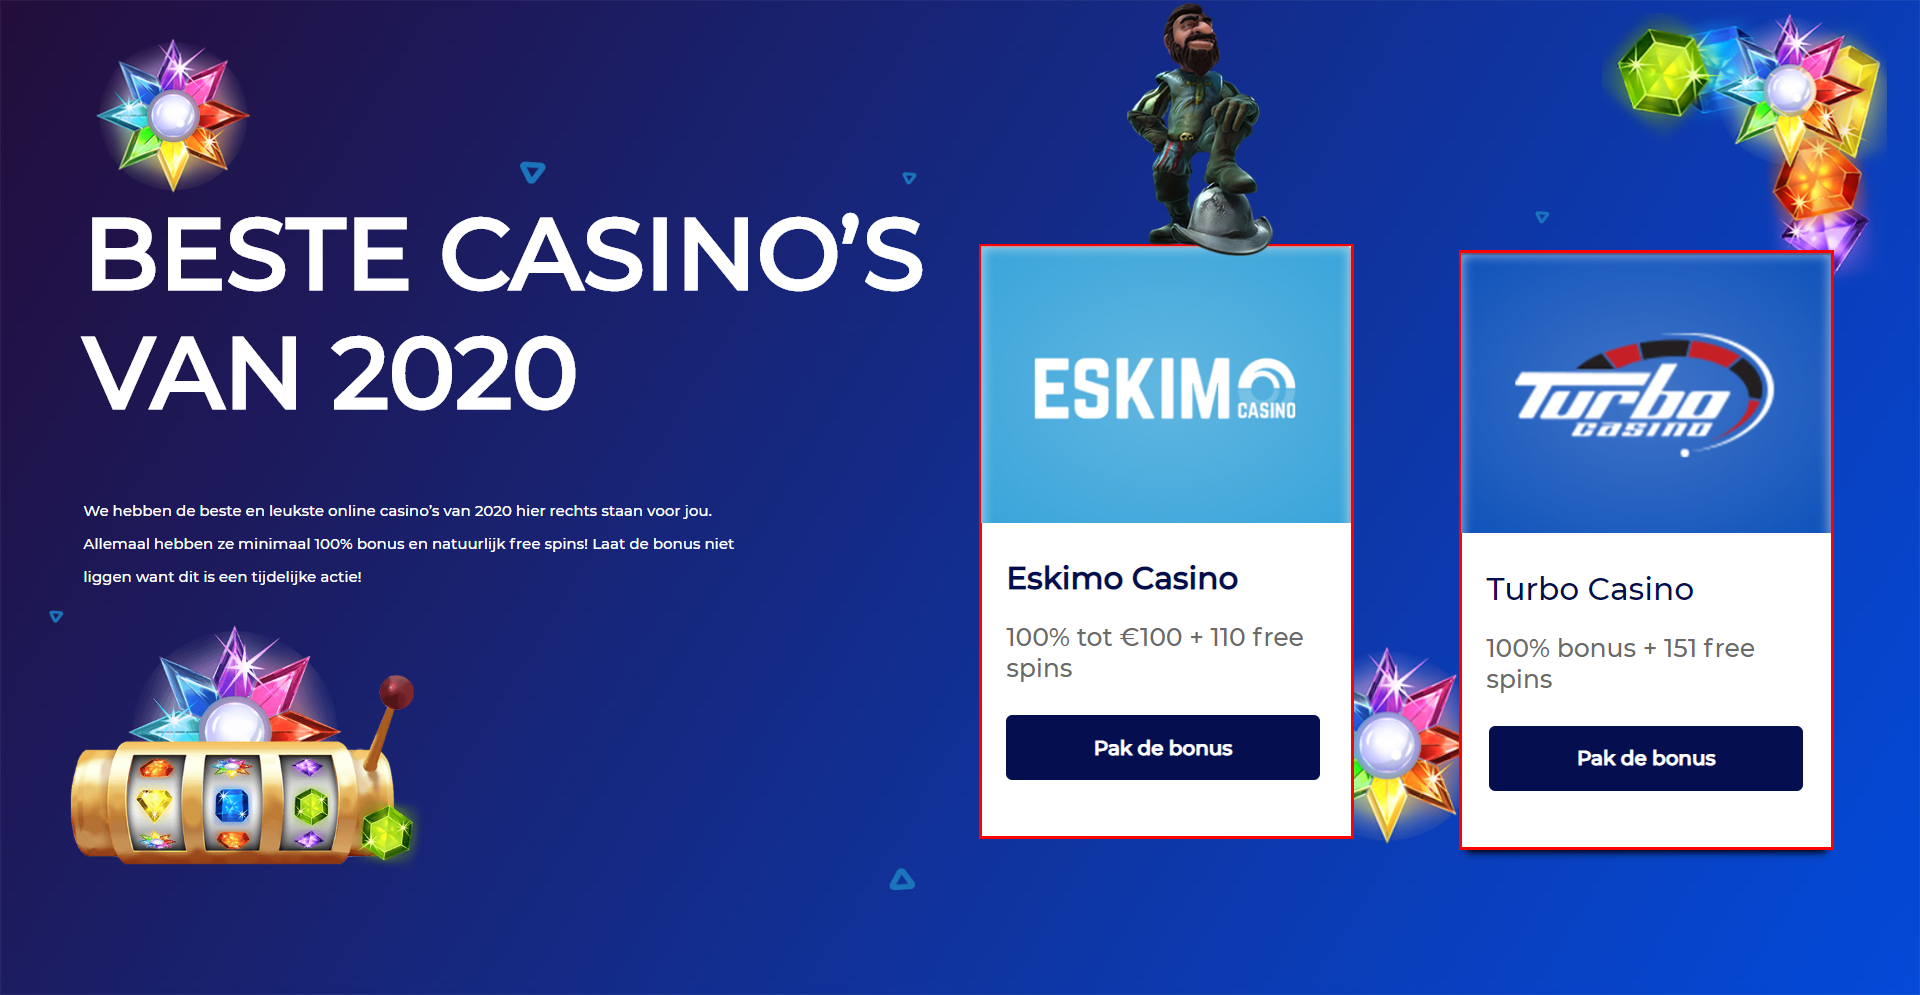 BESTE CASINO’S
VAN 2020
We hebben de beste en leukste online casino’s van 2020 hier rechts staan voor jou.
Allemaal hebben ze minimaal 100% bonus en natuurlijk free spins! Laat de bonus niet
liggen want dit is een tijdelijke actie!
ESKIMO
CASINO
Eskimo Casino
100% tot €100 + 110 free
spins
Pak de bonus
Turbo
casino
Turbo Casino
100% bonus + 151 free
spins
Pak de bonus